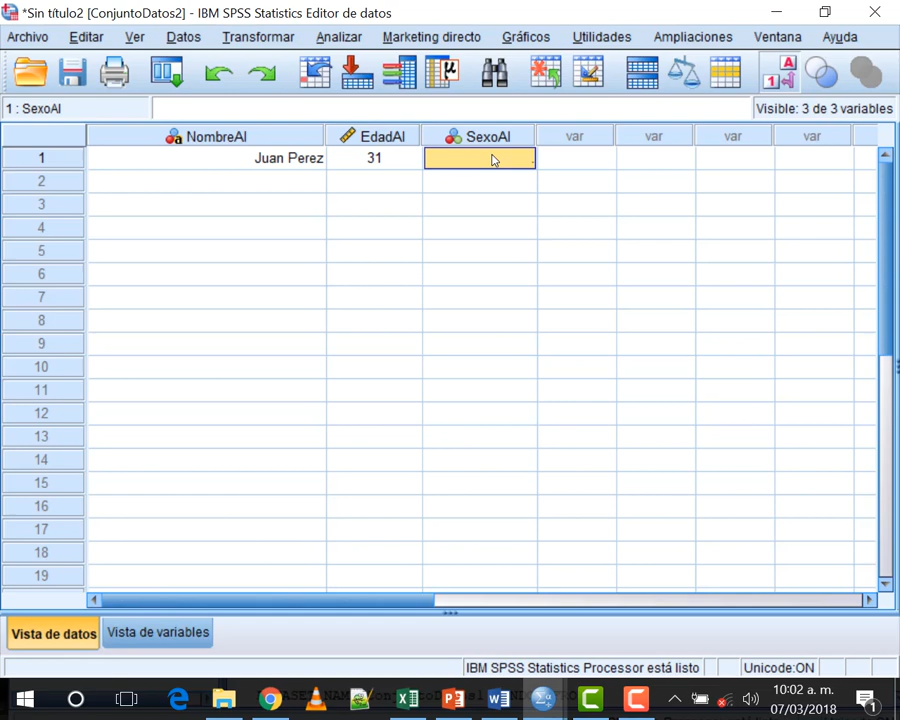 *Sin título2 [ConjuntoDatos2] - IBM SPSS Statistics Editor de datos
Archivo Editar Ver Datos Transformar Analizar Marketing directo Gráficos Utilidades Ampliaciones Ventana Ayuda
1 : SexoAl Visible: 3 de 3 variables
NombreAl EdadAl SexoAl var var var var
1 Juan Perez 31 .
2
3
4
5
6
7
8
9
10
11
12
13
14
15
16
17
18
19
Vista de datos Vista de variables
IBM SPSS Statistics Processor está listo Unicode:ON
10:02 a. m.
07/03/2018